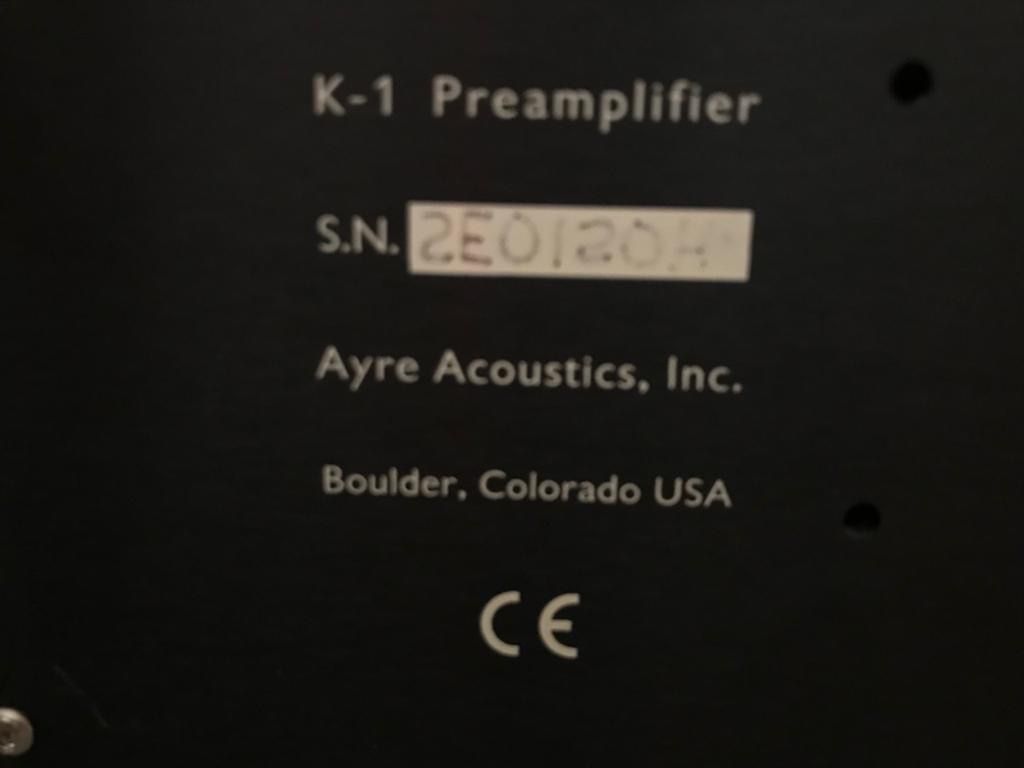 K-1 Preamplifier
S.N.
Ayre Acoustics, Inc.
Boulder, Colorado USA
CE